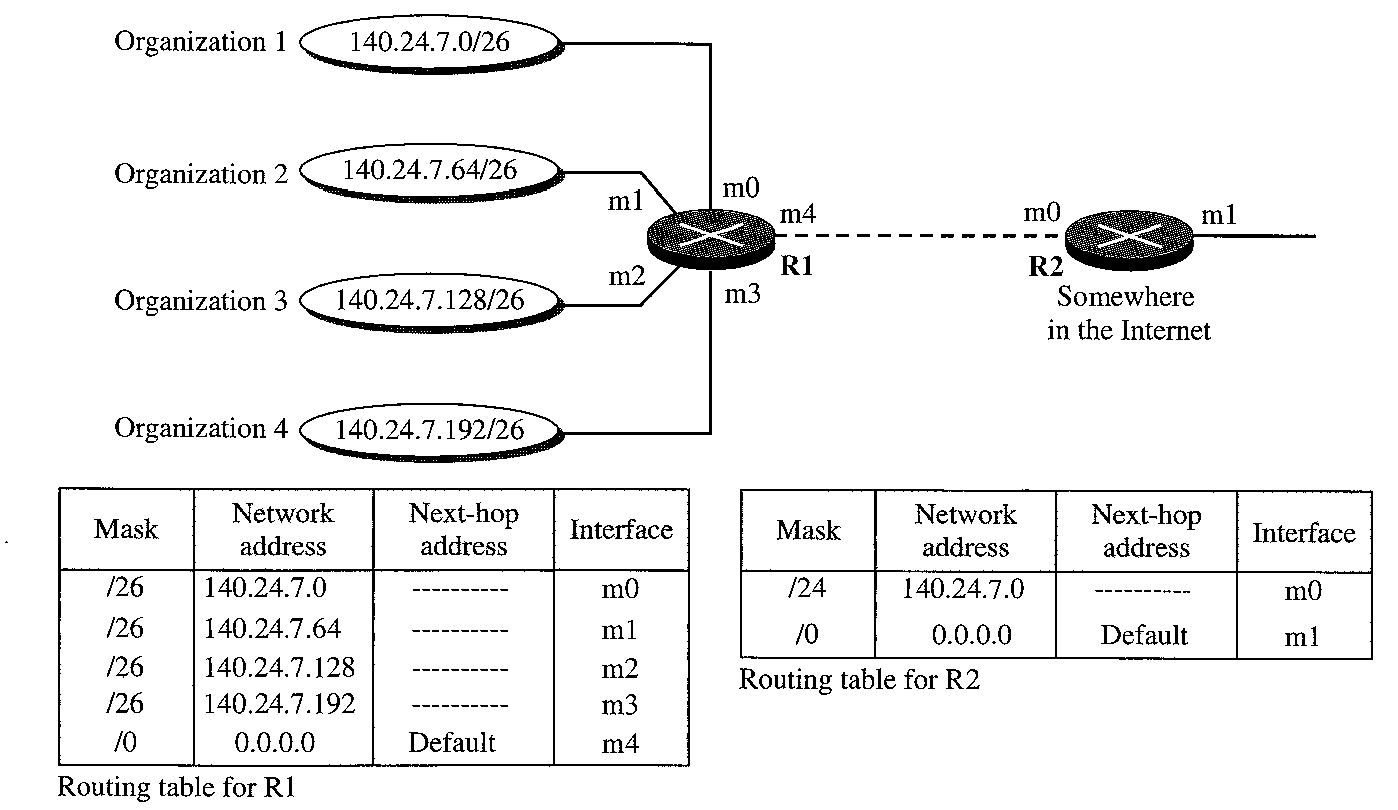 Organization 1 140.24.7.0/26
Organization 2 140.24.7.64/26
m0
m1
m4
m0
m1
R1
R2
m2
m3
Organization 3 140.24.7.128/26
Somewhere
in the Internet
Organization 4 140.24.7.192/26
Mask Network address Next-hop address Interface
/26 140.24.7.0 ---------- m0
/26 140.24.7.64 ---------- m1
/26 140.24.7.128 ---------- m2
/26 140.24.7.192 ---------- m3
/0 0.0.0.0 Default m4
Routing table for R1
Mask Network address Next-hop address Interface
/24 140.24.7.0 ---------- m0
/0 0.0.0.0 Default m1
Routing table for R2